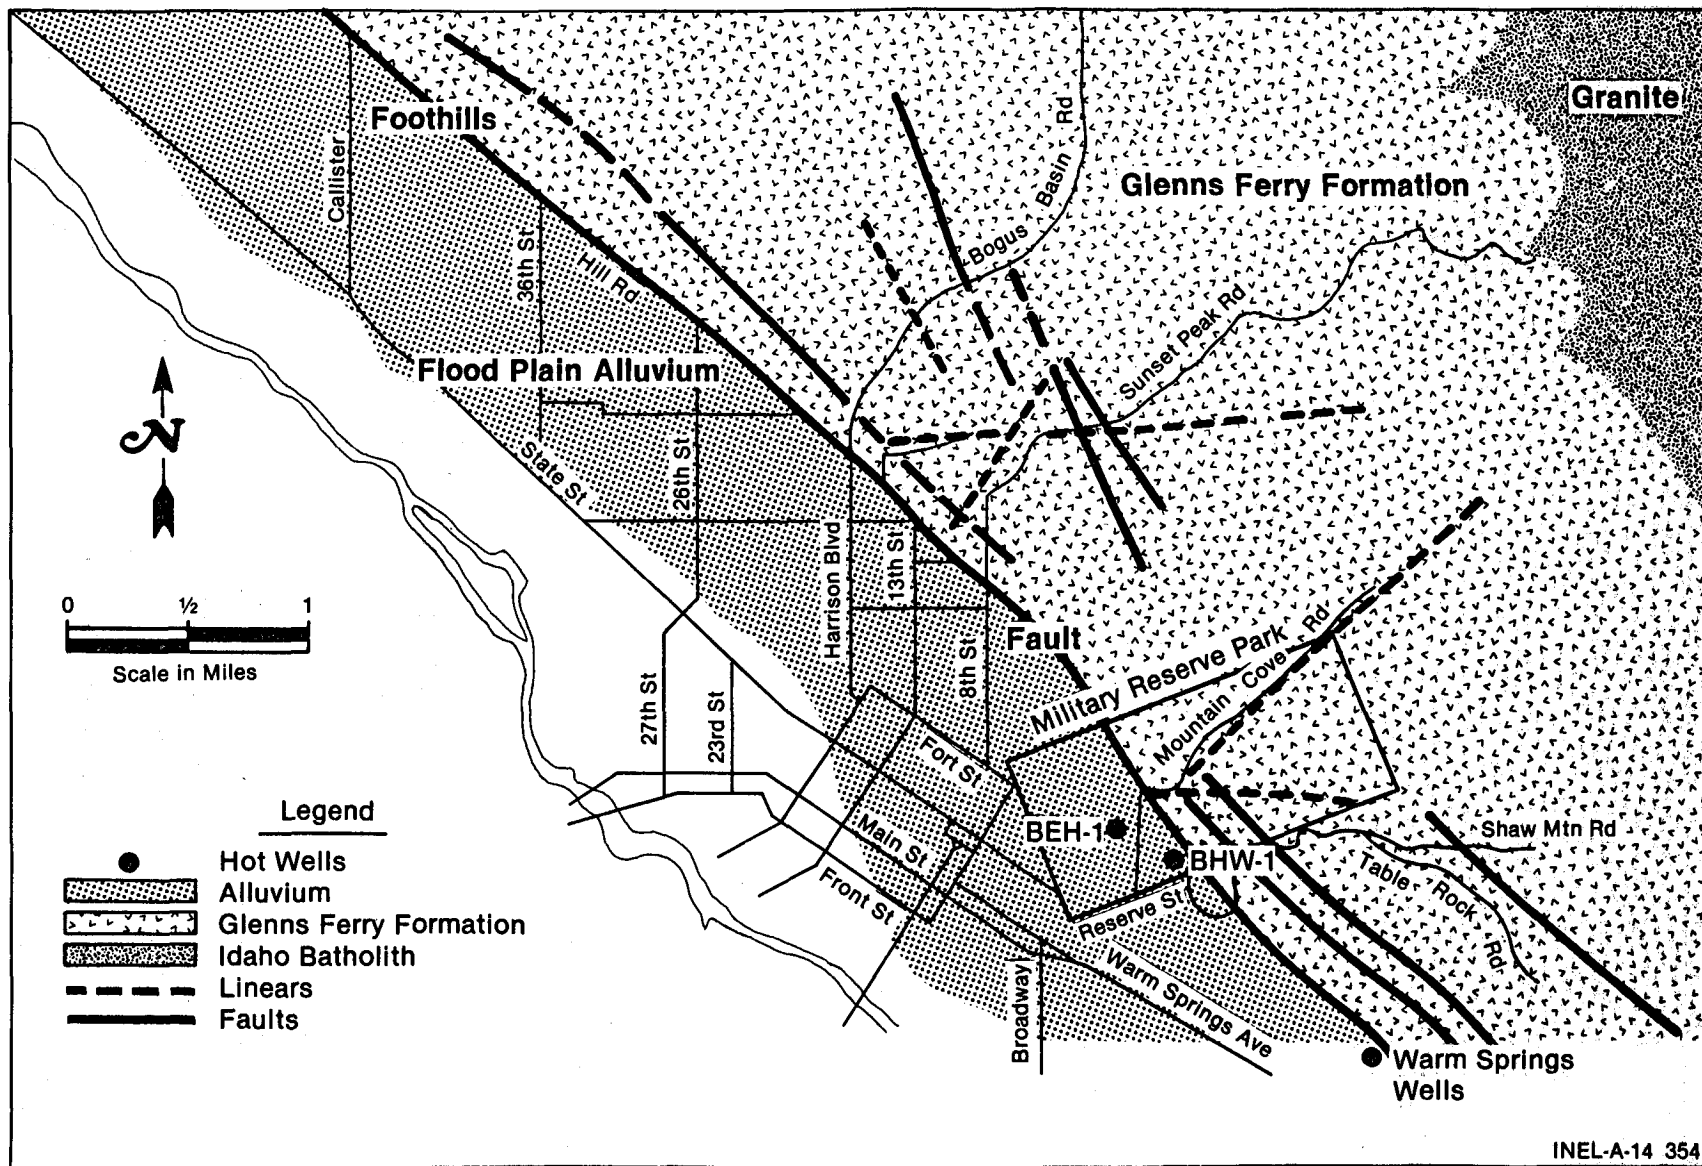 Granite
Foothills
Callister
Bogus
Basin
Rd
Glenns Ferry Formation
36th St
Hill Rd
Sunset Peak Rd
Flood Plain Alluvium
N
State St
26th St
Harrison Blvd
13th St
8th St
0 ½ 1
Scale in Miles
Fault
Military Reserve Park
Mountain Cove Rd
27th St
23rd St
Fort St
Main St
Front St
BEH-1
BHW-1
Shaw Mtn Rd
Table Rock Rd
Reserve St
Warm Springs Ave
Broadway
Warm Springs
Wells
Legend
Hot Wells
Alluvium
Glenns Ferry Formation
Idaho Batholith
Linears
Faults
INEL-A-14 354